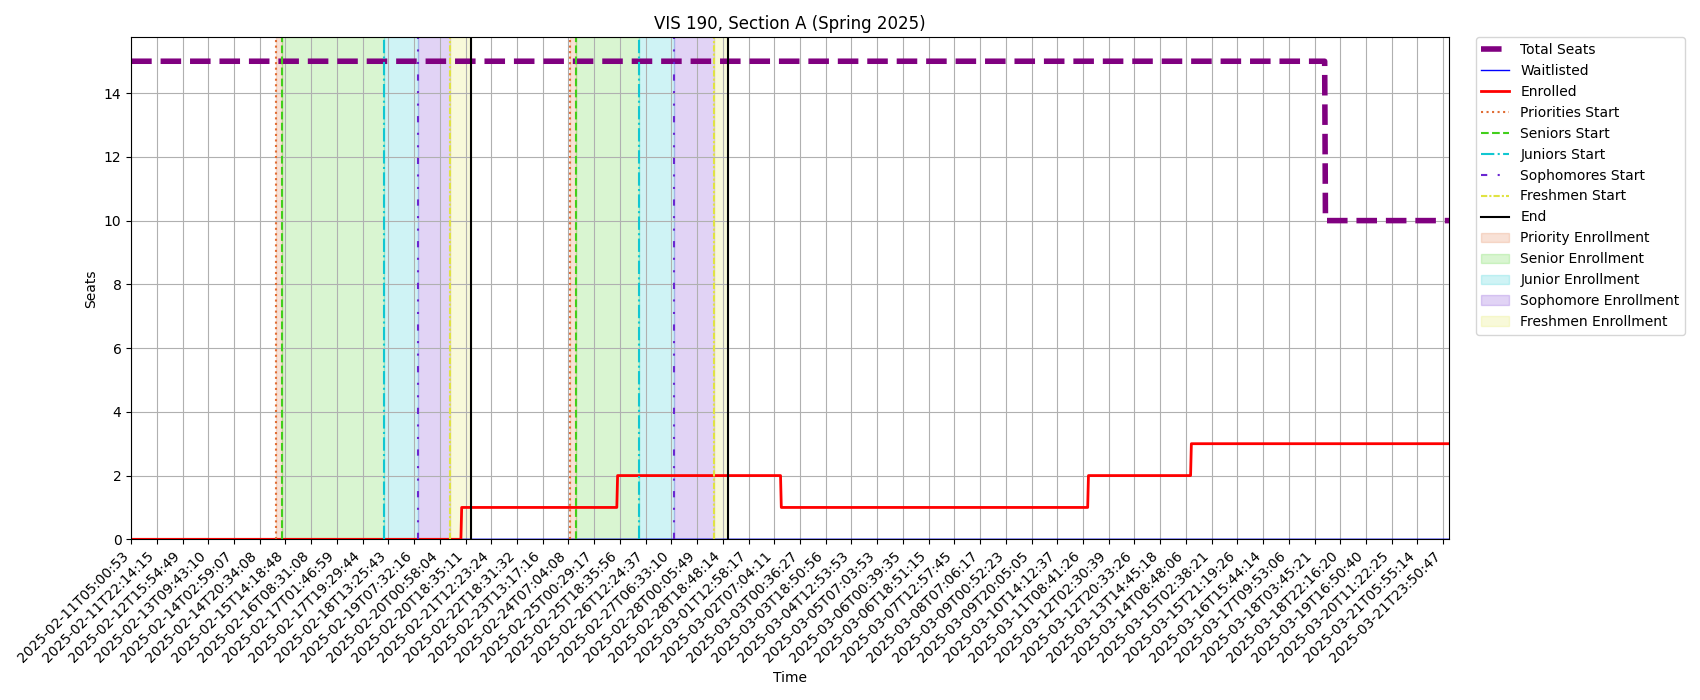 VIS 190, Section A (Spring 2025)
Total Seats
Waitlisted
Enrolled
Priorities Start
Seniors Start
Juniors Start
Sophomores Start
Freshmen Start
End
Priority Enrollment
Senior Enrollment
Junior Enrollment
Sophomore Enrollment
Freshmen Enrollment
Seats
14
12
10
8
6
4
2
0
2025-02-11T05:00:53
2025-02-11T22:14:15
2025-02-12T15:54:49
2025-02-13T09:43:10
2025-02-14T02:59:07
2025-02-14T20:34:08
2025-02-15T14:18:48
2025-02-16T08:31:08
2025-02-17T01:46:59
2025-02-17T19:29:44
2025-02-18T13:25:43
2025-02-19T07:32:16
2025-02-20T00:58:04
2025-02-20T18:35:11
2025-02-21T12:23:24
2025-02-22T18:31:32
2025-02-23T13:17:16
2025-02-24T07:04:08
2025-02-25T00:29:17
2025-02-25T18:35:56
2025-02-26T12:24:37
2025-02-27T06:33:10
2025-02-28T00:05:49
2025-02-28T18:48:14
2025-03-01T12:58:17
2025-03-02T07:04:11
2025-03-03T00:36:27
2025-03-03T18:50:56
2025-03-04T12:53:53
2025-03-05T07:03:53
2025-03-06T00:39:35
2025-03-06T18:51:15
2025-03-07T12:57:45
2025-03-08T07:06:17
2025-03-09T00:52:23
2025-03-09T20:05:05
2025-03-10T14:12:37
2025-03-11T08:41:26
2025-03-12T02:30:39
2025-03-12T20:33:26
2025-03-13T14:45:18
2025-03-14T08:48:06
2025-03-15T02:38:21
2025-03-15T21:19:26
2025-03-16T15:44:14
2025-03-17T09:53:06
2025-03-18T03:45:21
2025-03-18T22:16:20
2025-03-19T16:50:40
2025-03-20T11:22:25
2025-03-21T05:55:14
2025-03-21T23:50:47
Time